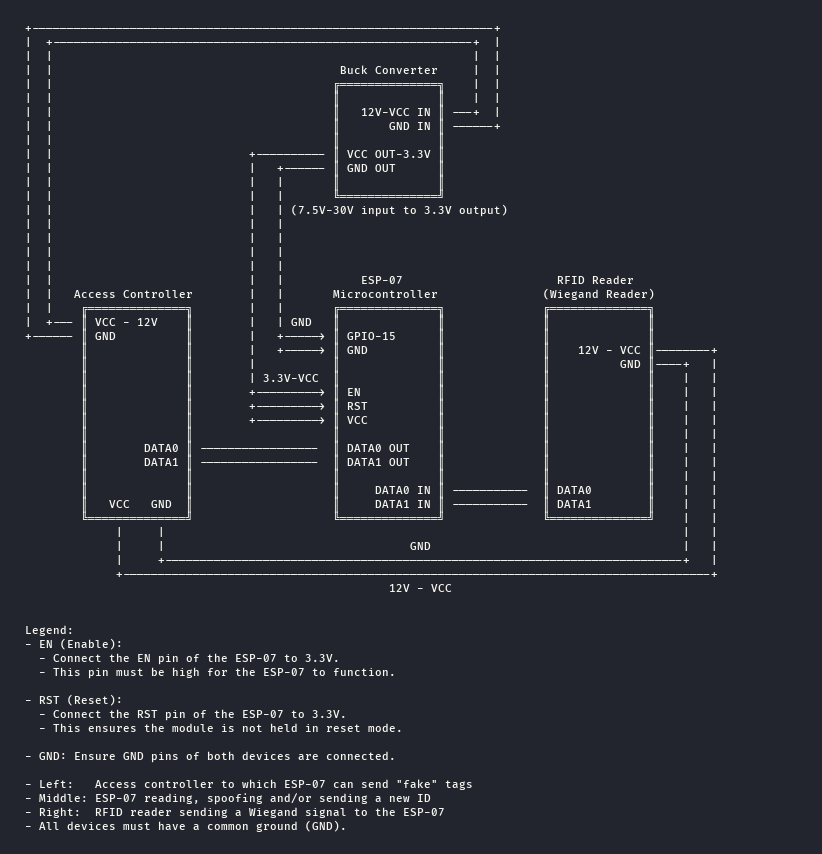 Buck Converter
12V-VCC IN
GND IN
VCC OUT-3.3V
GND OUT
(7.5V-30V input to 3.3V output)
ESP-07 RFID Reader
Access Controller Microcontroller (Wiegand Reader)
VCC - 12V GND
GND GPIO-15
GND 12V - VCC
GND
3.3V-VCC
EN
RST
VCC
DATA0 DATA0 OUT
DATA1 DATA1 OUT
DATA0 IN DATA0
VCC GND DATA1 IN DATA1
GND
12V - VCC
Legend:
- EN (Enable):
- Connect the EN pin of the ESP-07 to 3.3V.
- This pin must be high for the ESP-07 to function.
- RST (Reset):
- Connect the RST pin of the ESP-07 to 3.3V.
- This ensures the module is not held in reset mode.
- GND: Ensure GND pins of both devices are connected.
- Left: Access controller to which ESP-07 can send "fake" tags
- Middle: ESP-07 reading, spoofing and/or sending a new ID
- Right: RFID reader sending a Wiegand signal to the ESP-07
- All devices must have a common ground (GND).